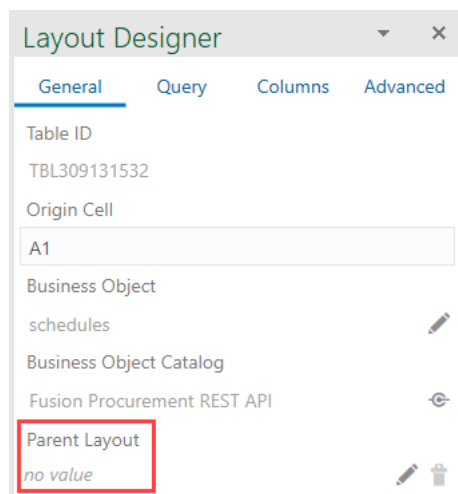 Layout Designer
General Query Columns Advanced
Table ID
TBL309131532
Origin Cell
A1
Business Object
schedules
Business Object Catalog
Fusion Procurement REST API
Parent Layout
no value